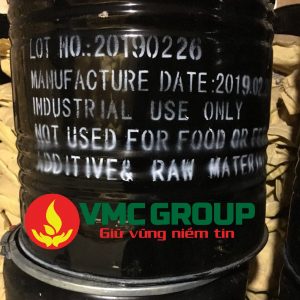 LOT NO.:20190226
MANUFACTURE DATE:2019.02.
INDUSTRIAL USE ONLY
NOT USED FOR FOOD OR
ADDITIVE& RAW
VMC GROUP
Giữ vững niềm tin